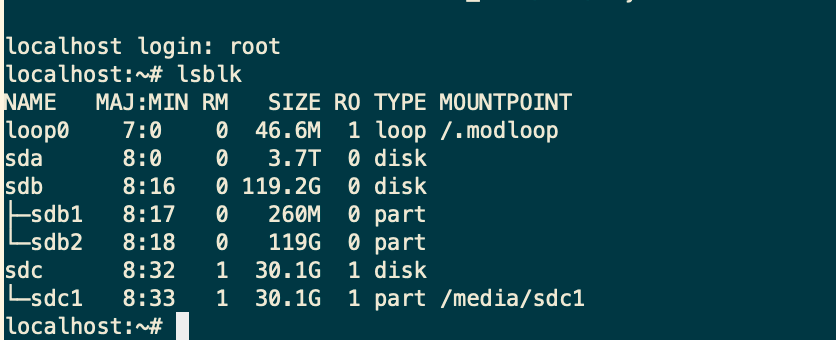 localhost login: root
localhost:~# lsblk
NAME   MAJ:MIN RM   SIZE RO TYPE MOUNTPOINT
loop0    7:0    0  46.6M  1 loop /.modloop
sda      8:0    0   3.7T  0 disk
sdb      8:16   0 119.2G  0 disk
├─sdb1   8:17   0   260M  0 part
└─sdb2   8:18   0   119G  0 part
sdc      8:32   1  30.1G  1 disk
└─sdc1   8:33   1  30.1G  1 part /media/sdc1
localhost:~#